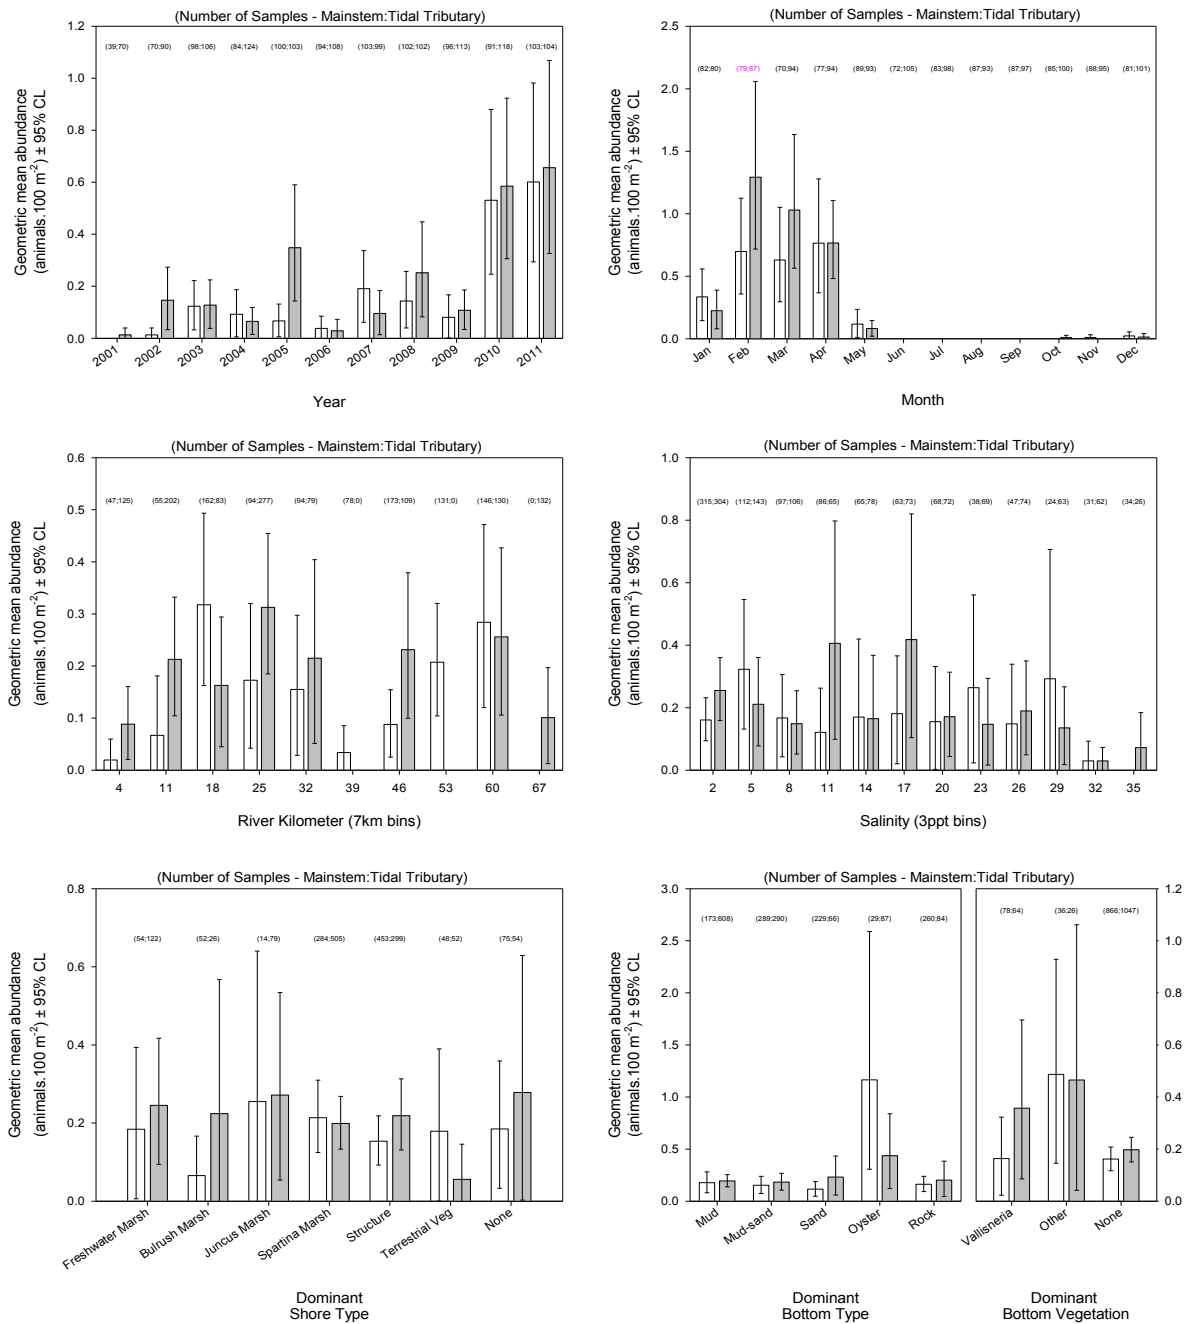 (Number of Samples - Mainstem:Tidal Tributary)
Geometric mean abundance
(animals.100 m⁻²) ± 95% CL
1.2
1.0
0.8
0.6
0.4
0.2
0.0
(39;70) (70;90) (98;106) (84;124) (100;103) (94;108) (103;99) (102;102) (96;113) (91;118) (103;104)
2001 2002 2003 2004 2005 2006 2007 2008 2009 2010 2011
Year
(Number of Samples - Mainstem:Tidal Tributary)
Geometric mean abundance
(animals.100 m⁻²) ± 95% CL
2.5
2.0
1.5
1.0
0.5
0.0
(82;80) (79;87) (70;94) (77;94) (89;93) (72;105) (83;98) (87;93) (87;97) (85;100) (88;95) (81;101)
Jan Feb Mar Apr May Jun Jul Aug Sep Oct Nov Dec
Month
(Number of Samples - Mainstem:Tidal Tributary)
Geometric mean abundance
(animals.100 m⁻²) ± 95% CL
0.6
0.5
0.4
0.3
0.2
0.1
0.0
(47;125) (55;202) (162;83) (94;277) (94;79) (78;0) (173;109) (131;0) (146;130) (0;132)
4 11 18 25 32 39 46 53 60 67
River Kilometer (7km bins)
(Number of Samples - Mainstem:Tidal Tributary)
Geometric mean abundance
(animals.100 m⁻²) ± 95% CL
1.0
0.8
0.6
0.4
0.2
0.0
(315;304) (112;143) (97;106) (86;65) (65;78) (63;73) (68;72) (38;69) (47;74) (24;63) (31;62) (34;26)
2 5 8 11 14 17 20 23 26 29 32 35
Salinity (3ppt bins)
(Number of Samples - Mainstem:Tidal Tributary)
Geometric mean abundance
(animals.100 m⁻²) ± 95% CL
0.8
0.6
0.4
0.2
0.0
(54;122) (52;26) (14;79) (284;505) (453;299) (48;52) (75;54)
Freshwater Marsh Bulrush Marsh Juncus Marsh Spartina Marsh Structure Terrestrial Veg None
Dominant
Shore Type
(Number of Samples - Mainstem:Tidal Tributary)
Geometric mean abundance
(animals.100 m⁻²) ± 95% CL
3.0
2.5
2.0
1.5
1.0
0.5
0.0
(173;608) (289;290) (229;66) (29;87) (260;84)
Mud Mud-sand Sand Oyster Rock
Dominant
Bottom Type
(78;64) (36;26) (866;1047)
1.2
1.0
0.8
0.6
0.4
0.2
0.0
Vallisneria Other None
Dominant
Bottom Vegetation